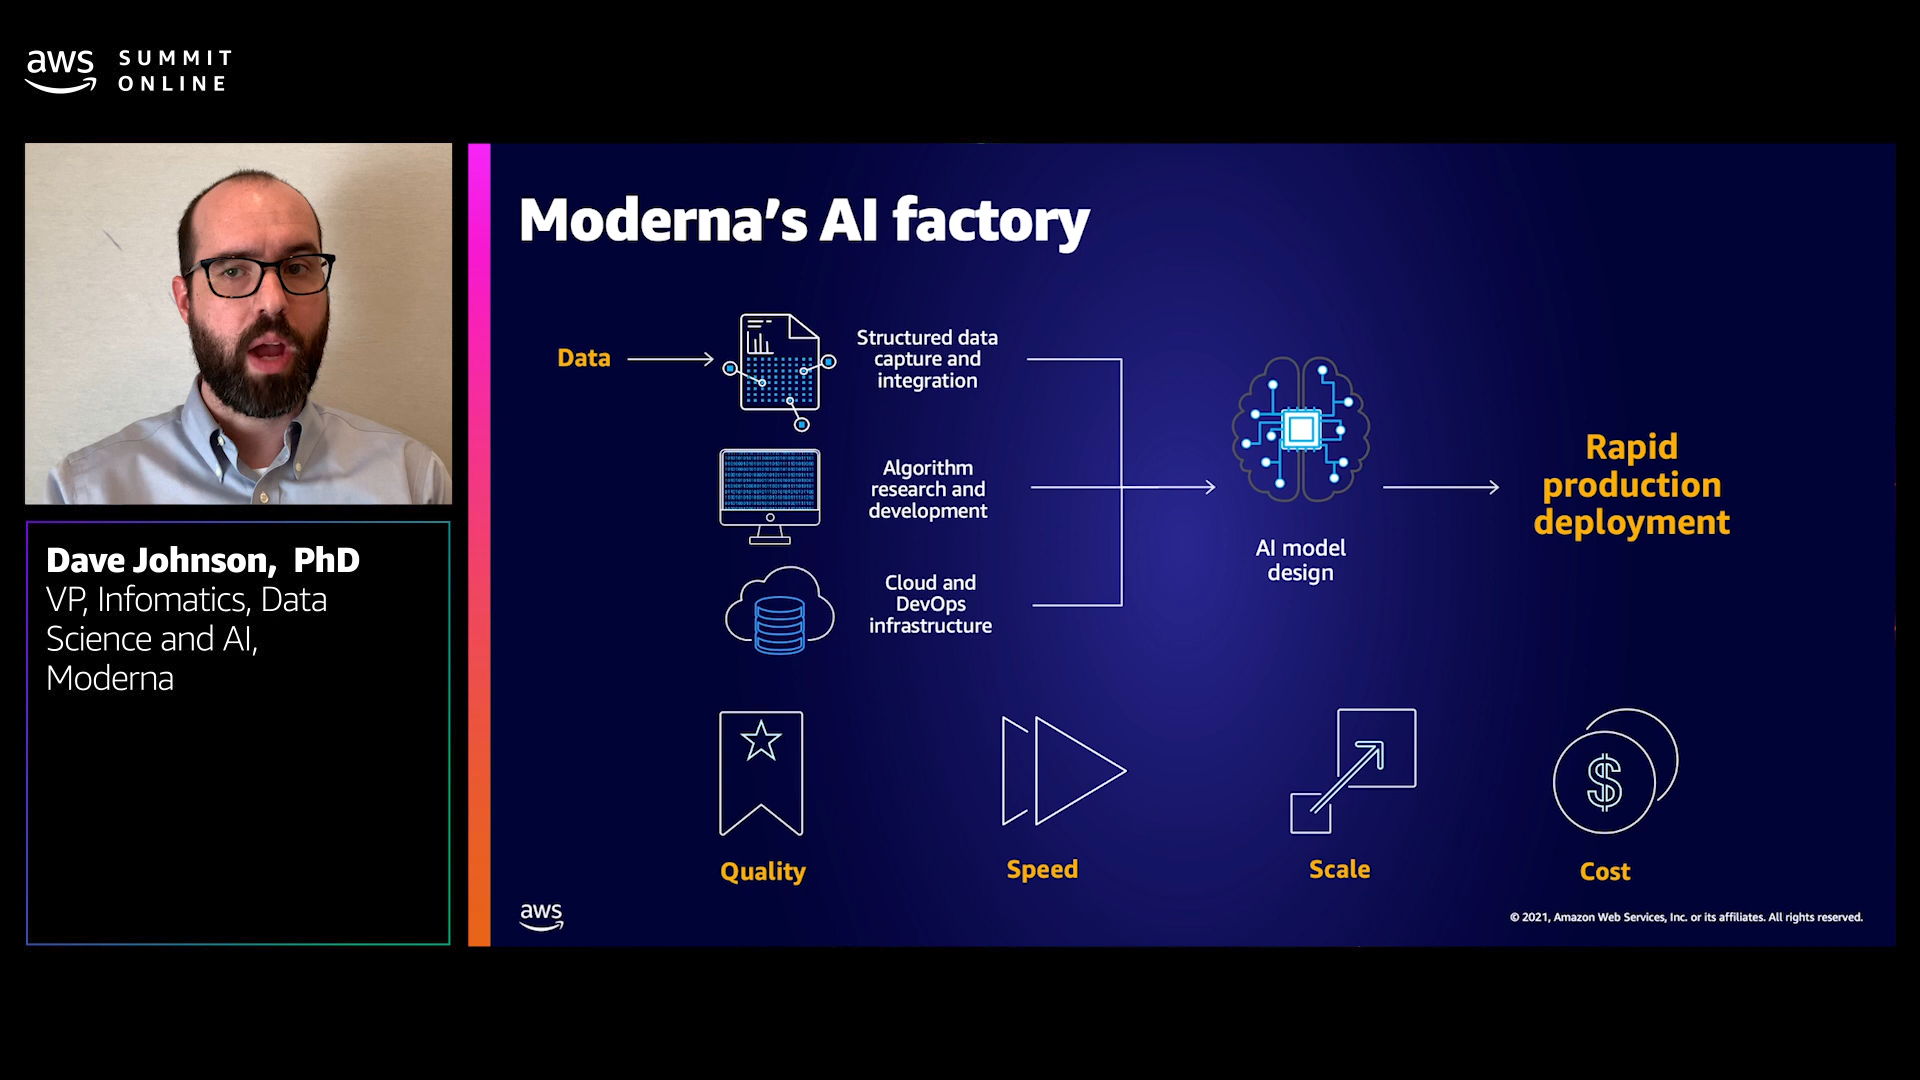 aws SUMMIT
ONLINE
Dave Johnson, PhD
VP, Infomatics, Data
Science and AI,
Moderna
Moderna’s AI factory
Data
Structured data
capture and
integration
Algorithm
research and
development
Cloud and
DevOps
infrastructure
AI model
design
Rapid
production
deployment
$
Quality
Speed
Scale
Cost
aws
© 2021, Amazon Web Services, Inc. or its affiliates. All rights reserved.